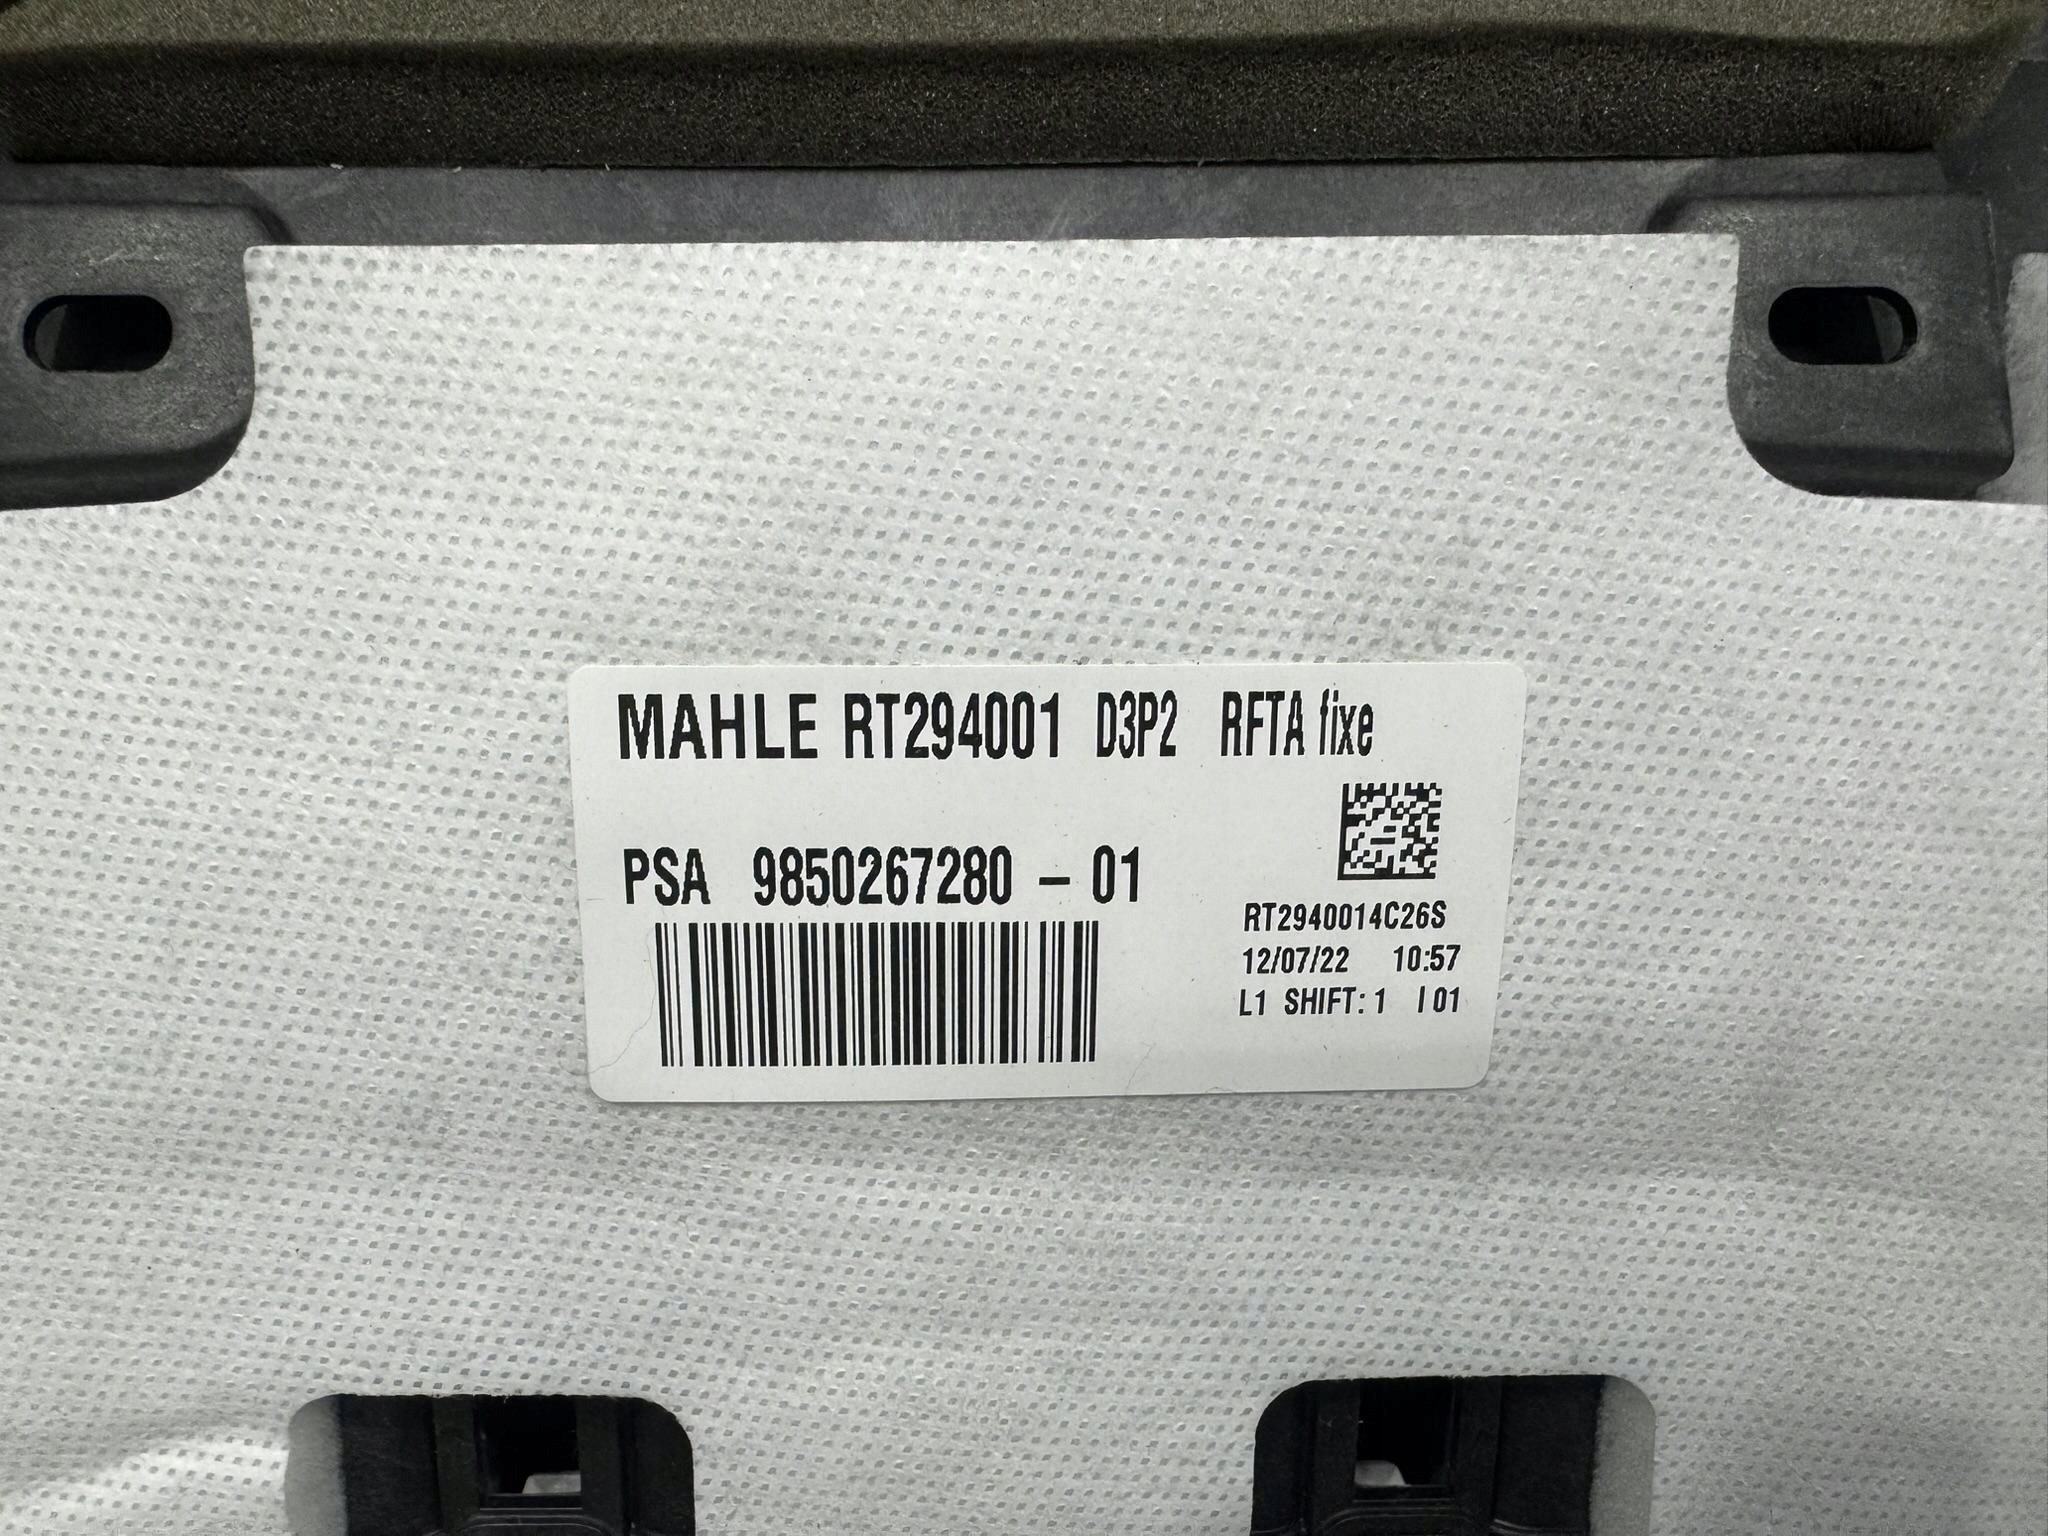 MAHLE RT294001 D3P2 RFTA fixe
PSA 9850267280 - 01
RT2940014C26S
12/07/22 10:57
L1 SHIFT: 1 I 01